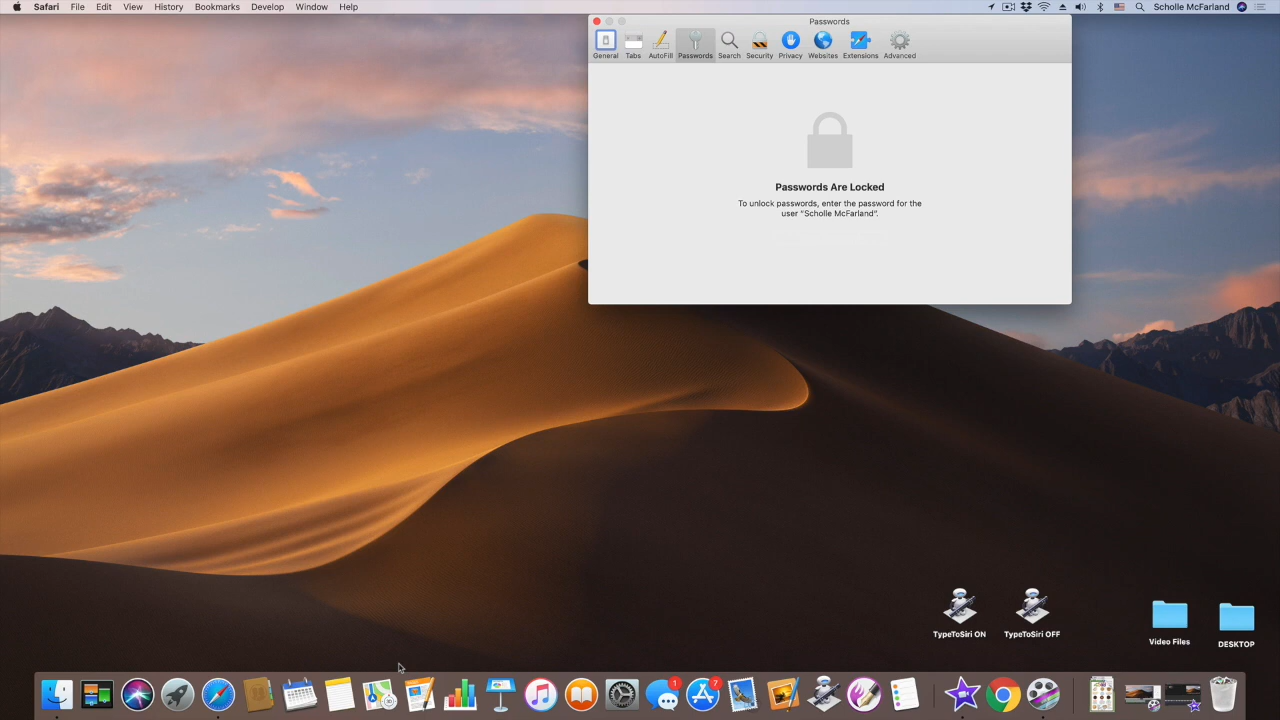 Safari File Edit View History Bookmarks Develop Window Help Scholle McFarland
Passwords
General Tabs AutoFill Passwords Search Security Privacy Websites Extensions Advanced
Passwords Are Locked
To unlock passwords, enter the password for the
user “Scholle McFarland”.
TypeToSiri ON
TypeToSiri OFF
Video Files
DESKTOP
1
7